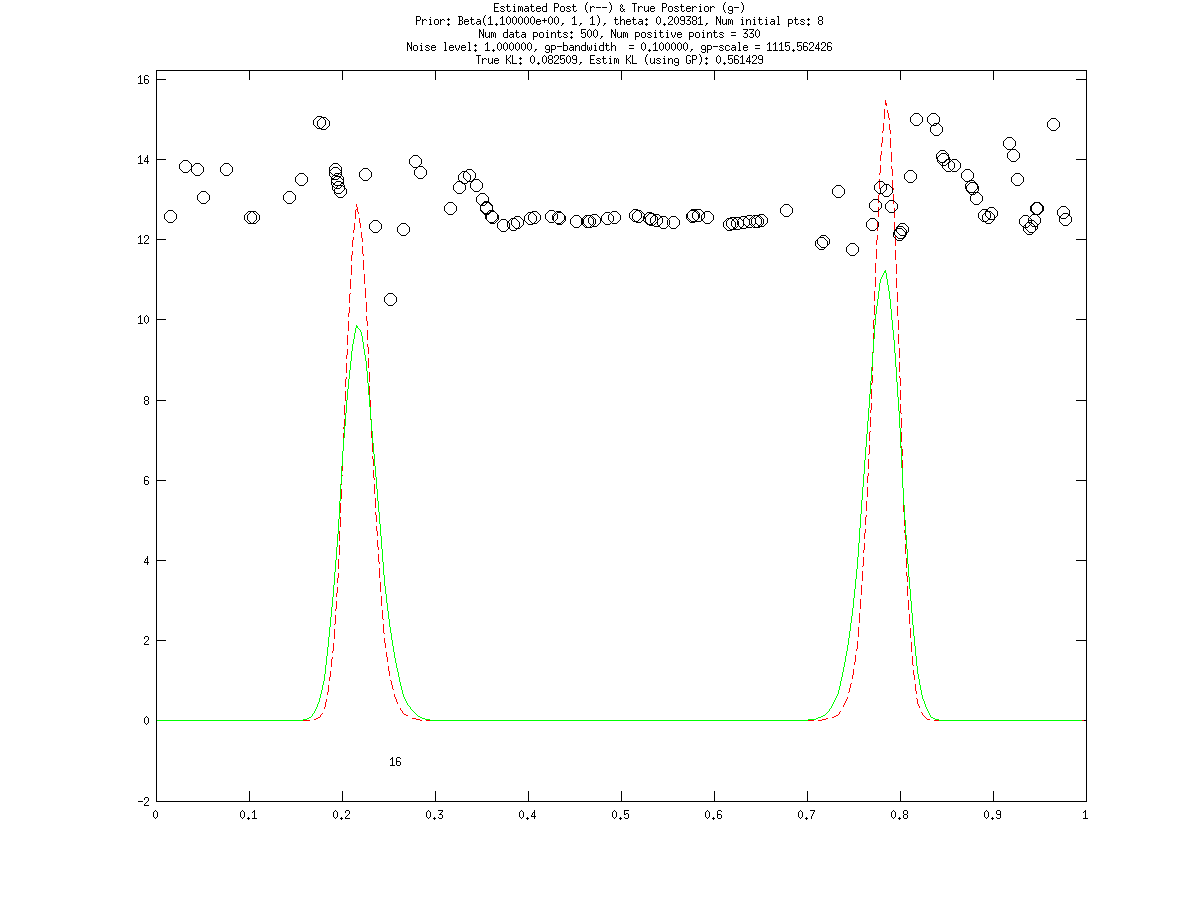 Estimated Post (r--) & True Posterior (g-)
Prior: Beta(1.100000e+00, 1, 1), theta: 0.209381, Num initial pts: 8
Num data points: 500, Num positive points = 330
Noise level: 1.000000, gp-bandwidth  = 0.100000, gp-scale = 1115.562426
True KL: 0.082509, Estim KL (using GP): 0.561429
16
14
12
10
8
6
4
2
0
16
-2
0 0.1 0.2 0.3 0.4 0.5 0.6 0.7 0.8 0.9 1